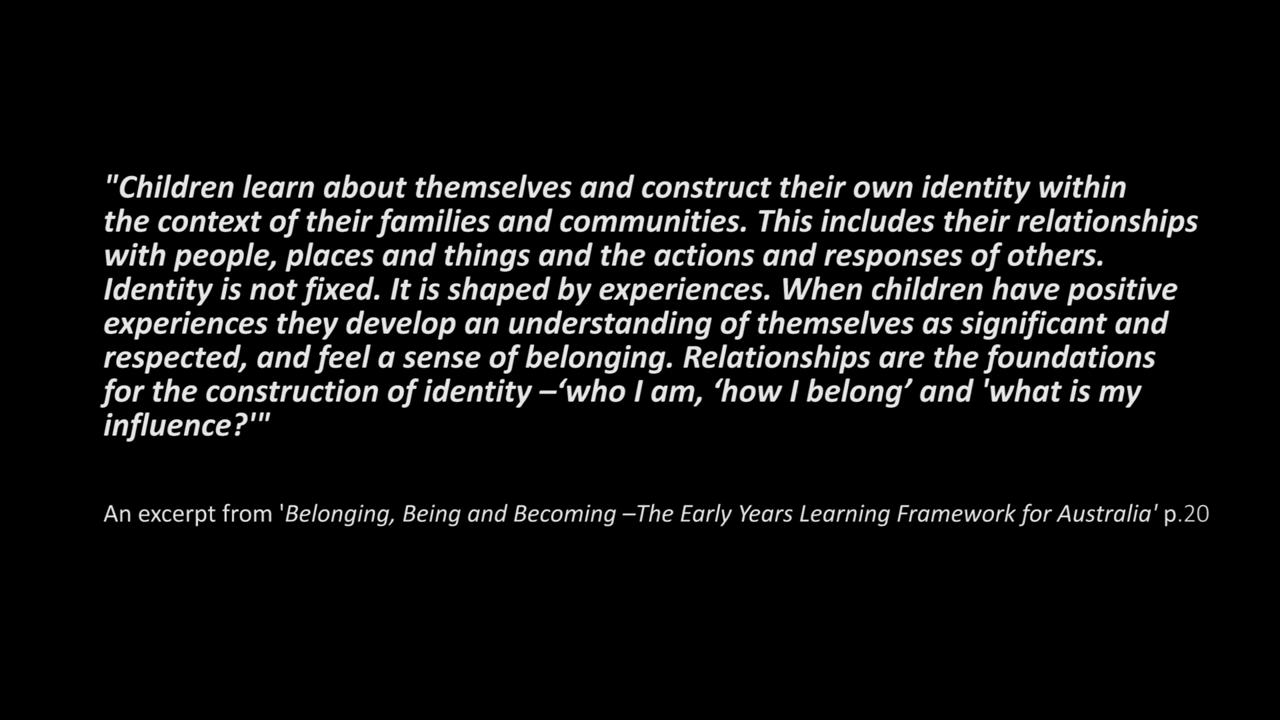 "Children learn about themselves and construct their own identity within
the context of their families and communities. This includes their relationships
with people, places and things and the actions and responses of others.
Identity is not fixed. It is shaped by experiences. When children have positive
experiences they develop an understanding of themselves as significant and
respected, and feel a sense of belonging. Relationships are the foundations
for the construction of identity –‘who I am, ‘how I belong’ and 'what is my
influence?'"
An excerpt from 'Belonging, Being and Becoming –The Early Years Learning Framework for Australia' p.20